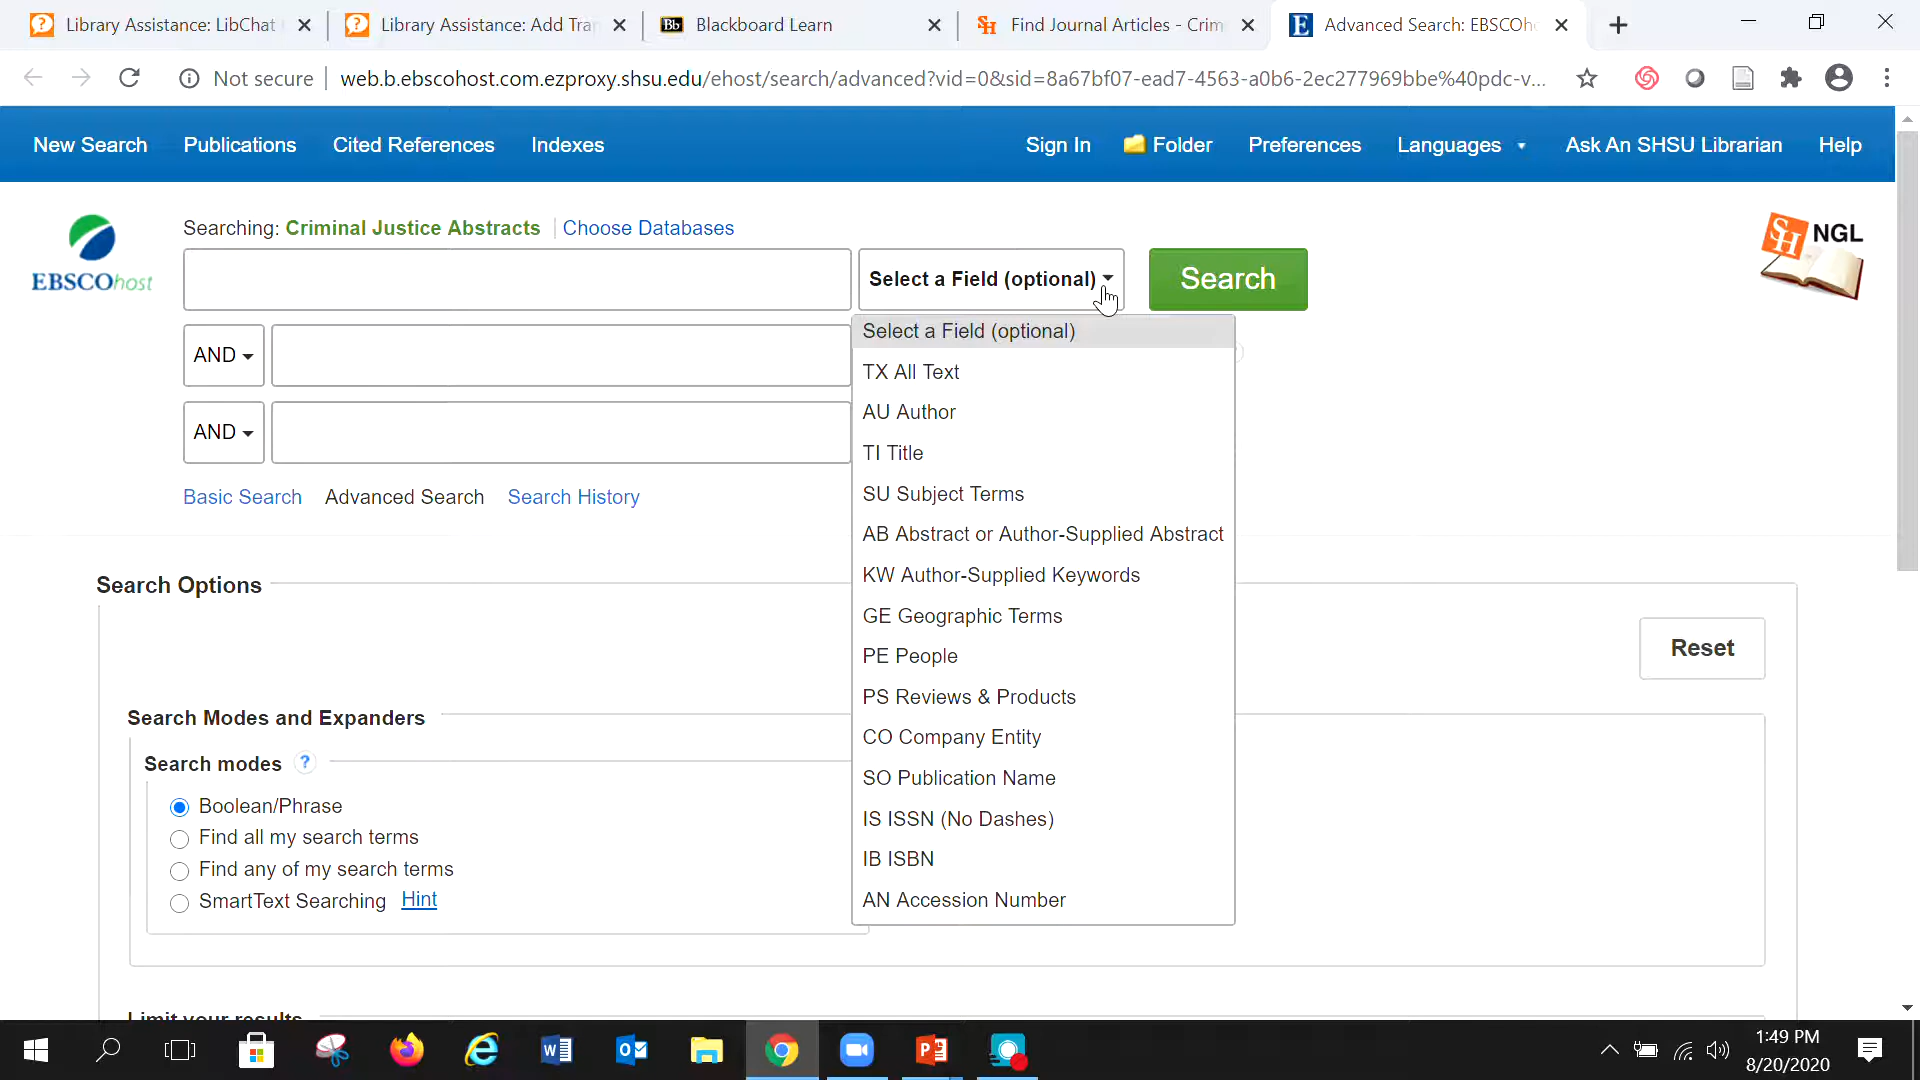 Library Assistance: LibChat
Library Assistance: Add Tra
Bb Blackboard Learn
SH Find Journal Articles - Crim
E Advanced Search: EBSCOh
Not secure
web.b.ebscohost.com.ezproxy.shsu.edu/ehost/search/advanced?vid=0&sid=8a67bf07-ead7-4563-a0b6-2ec277969bbe%40pdc-v...
New Search
Publications
Cited References
Indexes
Sign In
Folder
Preferences
Languages
Ask An SHSU Librarian
Help
EBSCOhost
Searching: Criminal Justice Abstracts
Choose Databases
SH NGL
Select a Field (optional)
Search
AND
AND
Select a Field (optional)
TX All Text
AU Author
TI Title
SU Subject Terms
AB Abstract or Author-Supplied Abstract
KW Author-Supplied Keywords
GE Geographic Terms
PE People
PS Reviews & Products
CO Company Entity
SO Publication Name
IS ISSN (No Dashes)
IB ISBN
AN Accession Number
Basic Search
Advanced Search
Search History
Search Options
Reset
Search Modes and Expanders
Search modes ?
Boolean/Phrase
Find all my search terms
Find any of my search terms
SmartText Searching Hint
Limit your results
1:49 PM
8/20/2020